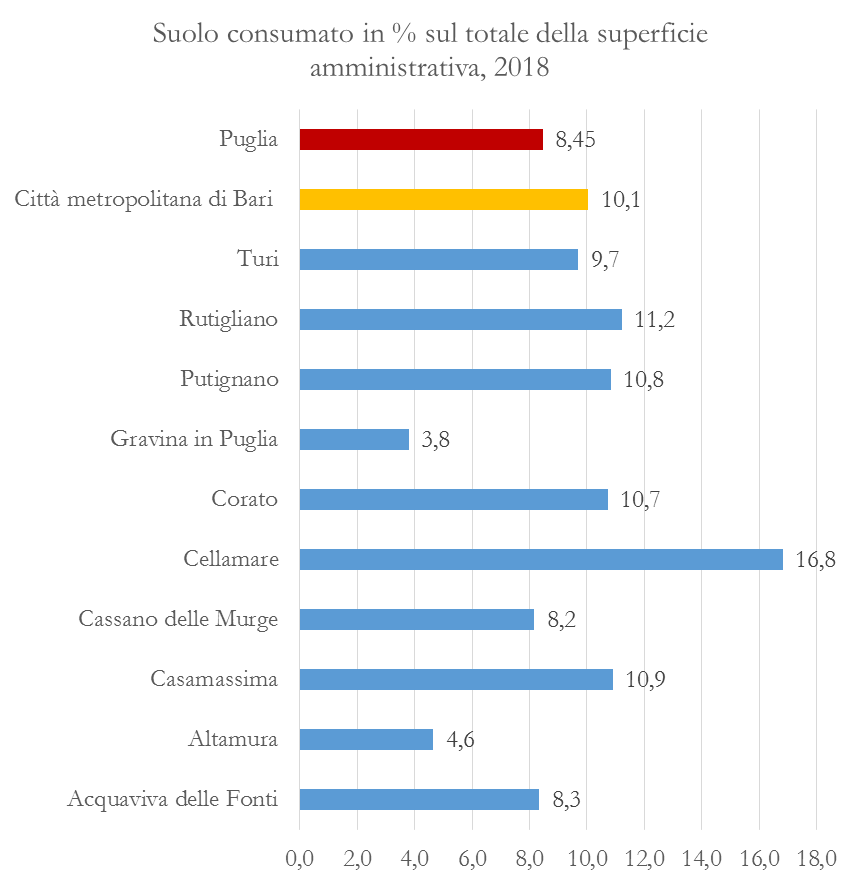 Suolo consumato in % sul totale della superficie
amministrativa, 2018
Puglia 8,45
Città metropolitana di Bari 10,1
Turi 9,7
Rutigliano 11,2
Putignano 10,8
Gravina in Puglia 3,8
Corato 10,7
Cellamare 16,8
Cassano delle Murge 8,2
Casamassima 10,9
Altamura 4,6
Acquaviva delle Fonti 8,3
0,0 2,0 4,0 6,0 8,0 10,0 12,0 14,0 16,0 18,0